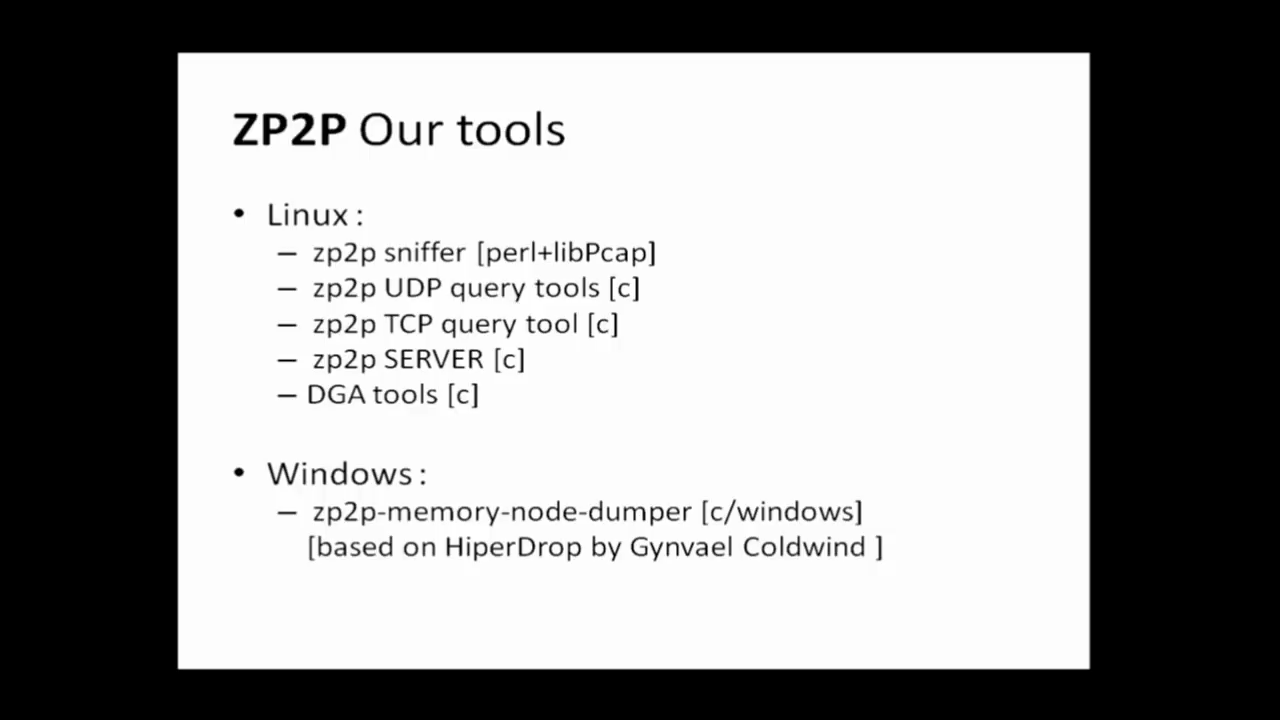 ZP2P Our tools
• Linux :
– zp2p sniffer [perl+libPcap]
– zp2p UDP query tools [c]
– zp2p TCP query tool [c]
– zp2p SERVER [c]
– DGA tools [c]
• Windows :
– zp2p-memory-node-dumper [c/windows]
[based on HiperDrop by Gynvael Coldwind ]